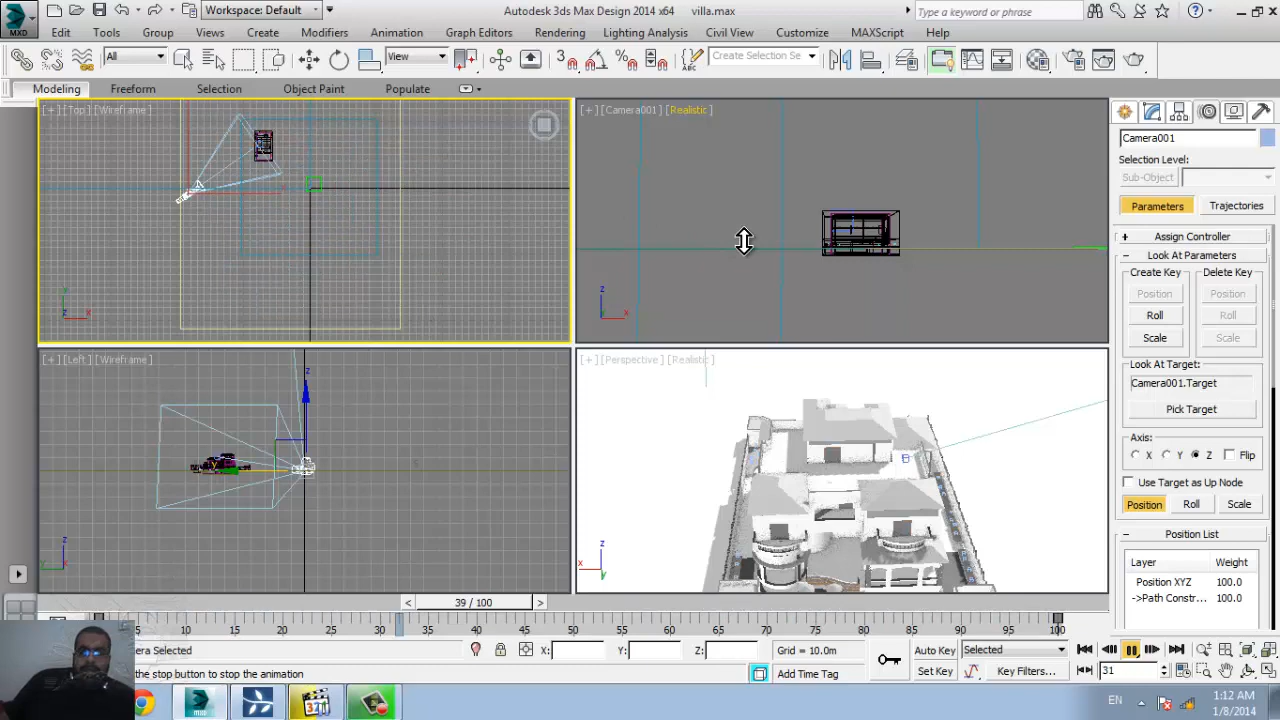 Workspace: Default
Autodesk 3ds Max Design 2014 x64 villa.max
Type a keyword or phrase
MXD
Edit Tools Group Views Create Modifiers Animation Graph Editors Rendering Lighting Analysis Civil View Customize MAXScript Help
All
View
3
Create Selection Se
Modeling Freeform Selection Object Paint Populate
[+] [Top] [Wireframe]
[+] [Camera001] [Realistic]
Camera001
Selection Level:
Sub-Object
Parameters Trajectories
Assign Controller
Look At Parameters
Create Key Delete Key
Position Position
Roll Roll
Scale Scale
Look At Target:
Camera001.Target
Pick Target
Axis:
X Y Z Flip
Use Target as Up Node
Position Roll Scale
Position List
Layer Weight
Position XYZ 100.0
->Path Constr... 100.0
[+] [Left] [Wireframe]
[+] [Perspective] [Realistic]
39 / 100
5 10 15 20 25 30 35 40 45 50 55 60 65 70 75 80 85 90 95 100
era Selected
X: Y: Z: Grid = 10.0m
Auto Key Selected
the stop button to stop the animation
Add Time Tag
Set Key Key Filters...
31
EN
1:12 AM
1/8/2014